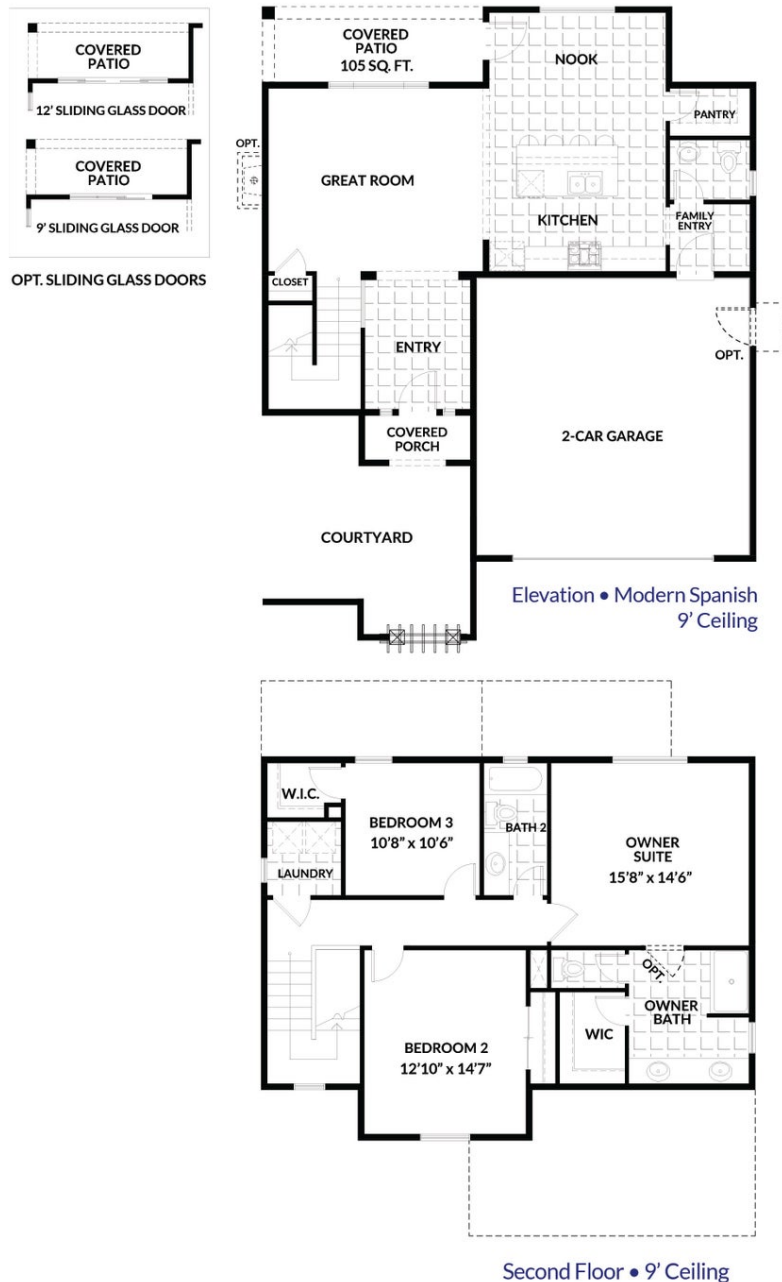 COVERED
PATIO
12’ SLIDING GLASS DOOR
COVERED
PATIO
9’ SLIDING GLASS DOOR
OPT. SLIDING GLASS DOORS
COVERED
PATIO
105 SQ. FT.
NOOK
PANTRY
OPT.
GREAT ROOM
KITCHEN
FAMILY
ENTRY
CLOSET
ENTRY
OPT.
COVERED
PORCH
2-CAR GARAGE
COURTYARD
Elevation • Modern Spanish
9’ Ceiling
W.I.C.
BEDROOM 3
10’8” x 10’6”
BATH 2
OWNER
SUITE
15’8” x 14’6”
LAUNDRY
OPT.
OWNER
BATH
WIC
BEDROOM 2
12’10” x 14’7”
Second Floor • 9’ Ceiling